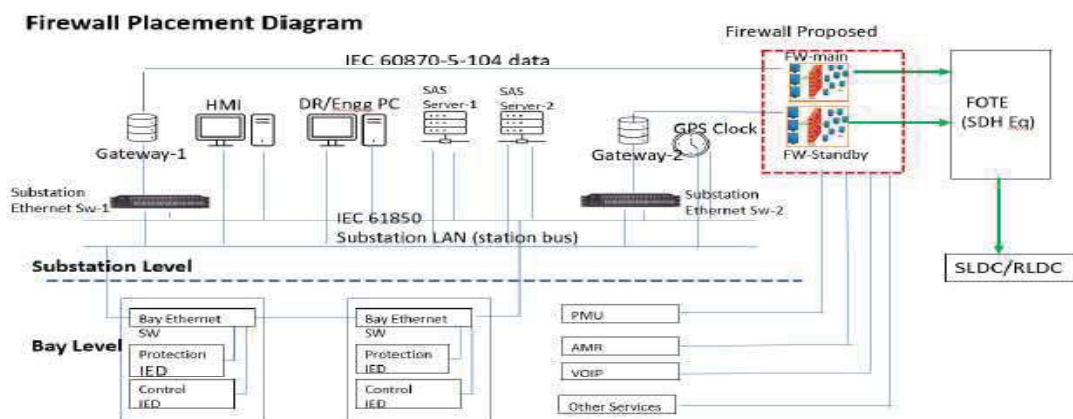 Firewall Placement Diagram
Firewall Proposed
IEC 60870-5-104 data
FW-main
HMI
DR/Engg PC
SAS
Server-1
SAS
Server-2
FOTE
(SDH Eq)
Gateway-1
Gateway-2
GPS Clock
FW-Standby
Substation
Ethernet Sw-1
Substation
Ethernet Sw-2
IEC 61850
Substation LAN (station bus)
Substation Level
SLDC/RLDC
Bay Level
Bay Ethernet
SW
Protection
IED
Control
IED
Bay Ethernet
SW
Protection
IED
Control
IED
PMU
AMR
VOIP
Other Services